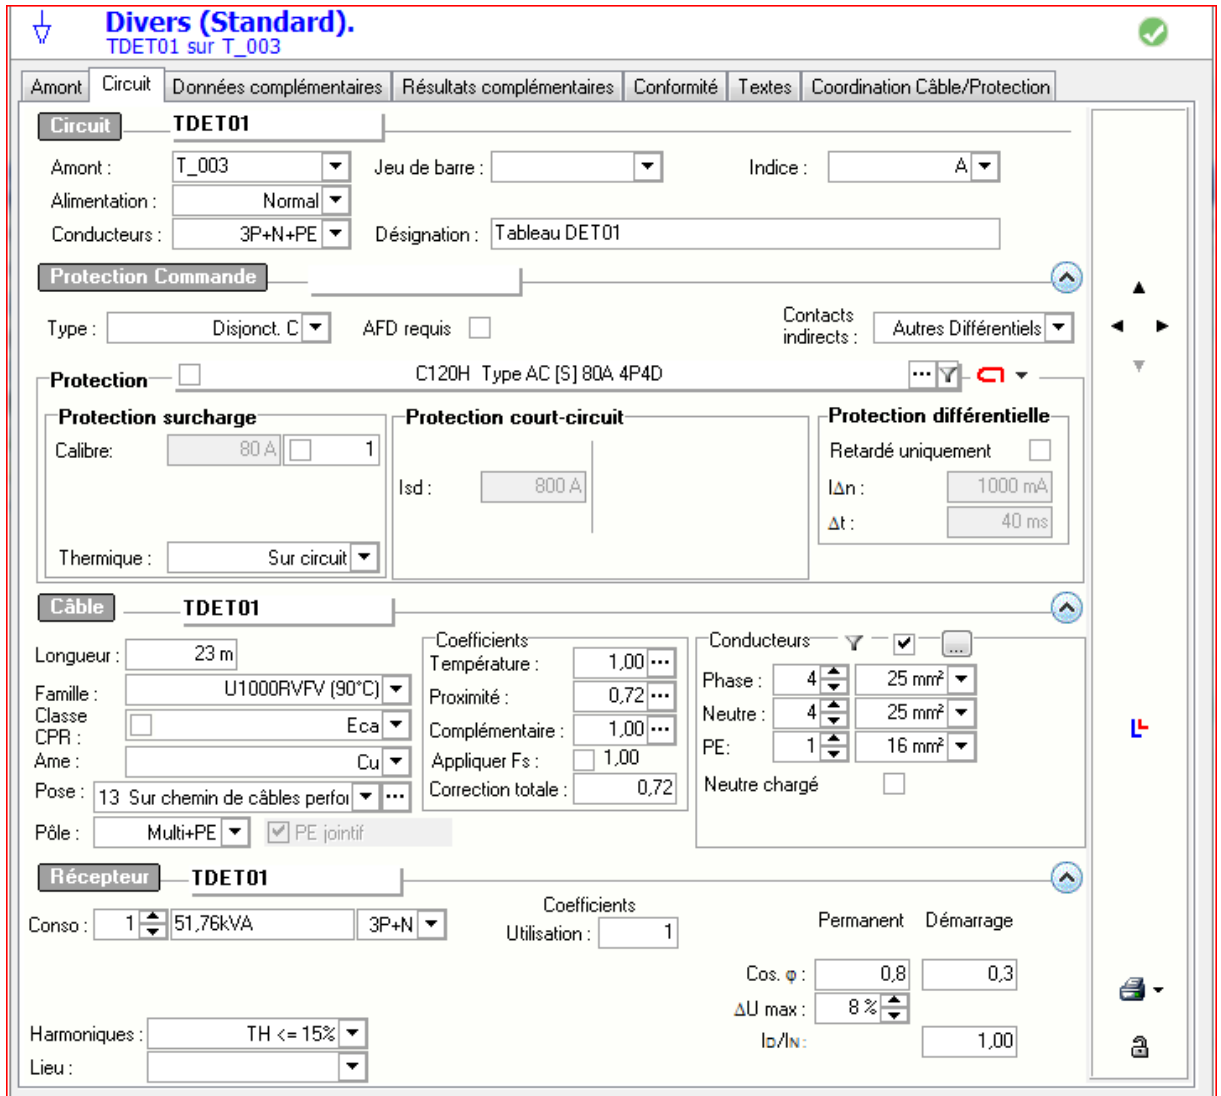 Divers (Standard).
TDET01 sur T_003
Amont Circuit Données complémentaires Résultats complémentaires Conformité Textes Coordination Câble/Protection
Circuit TDET01
Amont : T_003 Jeu de barre : Indice : A
Alimentation : Normal
Conducteurs : 3P+N+PE Désignation : Tableau DET01
Protection Commande
Type : Disjonct. C AFD requis Contacts indirects : Autres Différentiels
Protection C120H Type AC [S] 80A 4P4D ...
Protection surcharge Protection court-circuit Protection différentielle
Calibre: 80 A 1 Retardé uniquement
Isd : 800 A I∆n : 1000 mA
∆t : 40 ms
Thermique : Sur circuit
Câble TDET01
Coefficients Conducteurs ...
Longueur : 23 m Température : 1,00 ... Phase : 4 25 mm²
Famille : U1000RVFV (90°C) Proximité : 0,72 ... Neutre : 4 25 mm²
Classe CPR : Eca Complémentaire : 1,00 ... PE: 1 16 mm²
Ame : Cu Appliquer Fs : 1,00
Pose : 13 Sur chemin de câbles perfor ... Correction totale : 0,72 Neutre chargé
Pôle : Multi+PE PE jointif
Récepteur TDET01
Coefficients Permanent Démarrage
Conso : 1 51,76kVA 3P+N Utilisation : 1
Cos. φ : 0,8 0,3
∆U max : 8 %
ID/IN : 1,00
Harmoniques : TH <= 15%
Lieu :